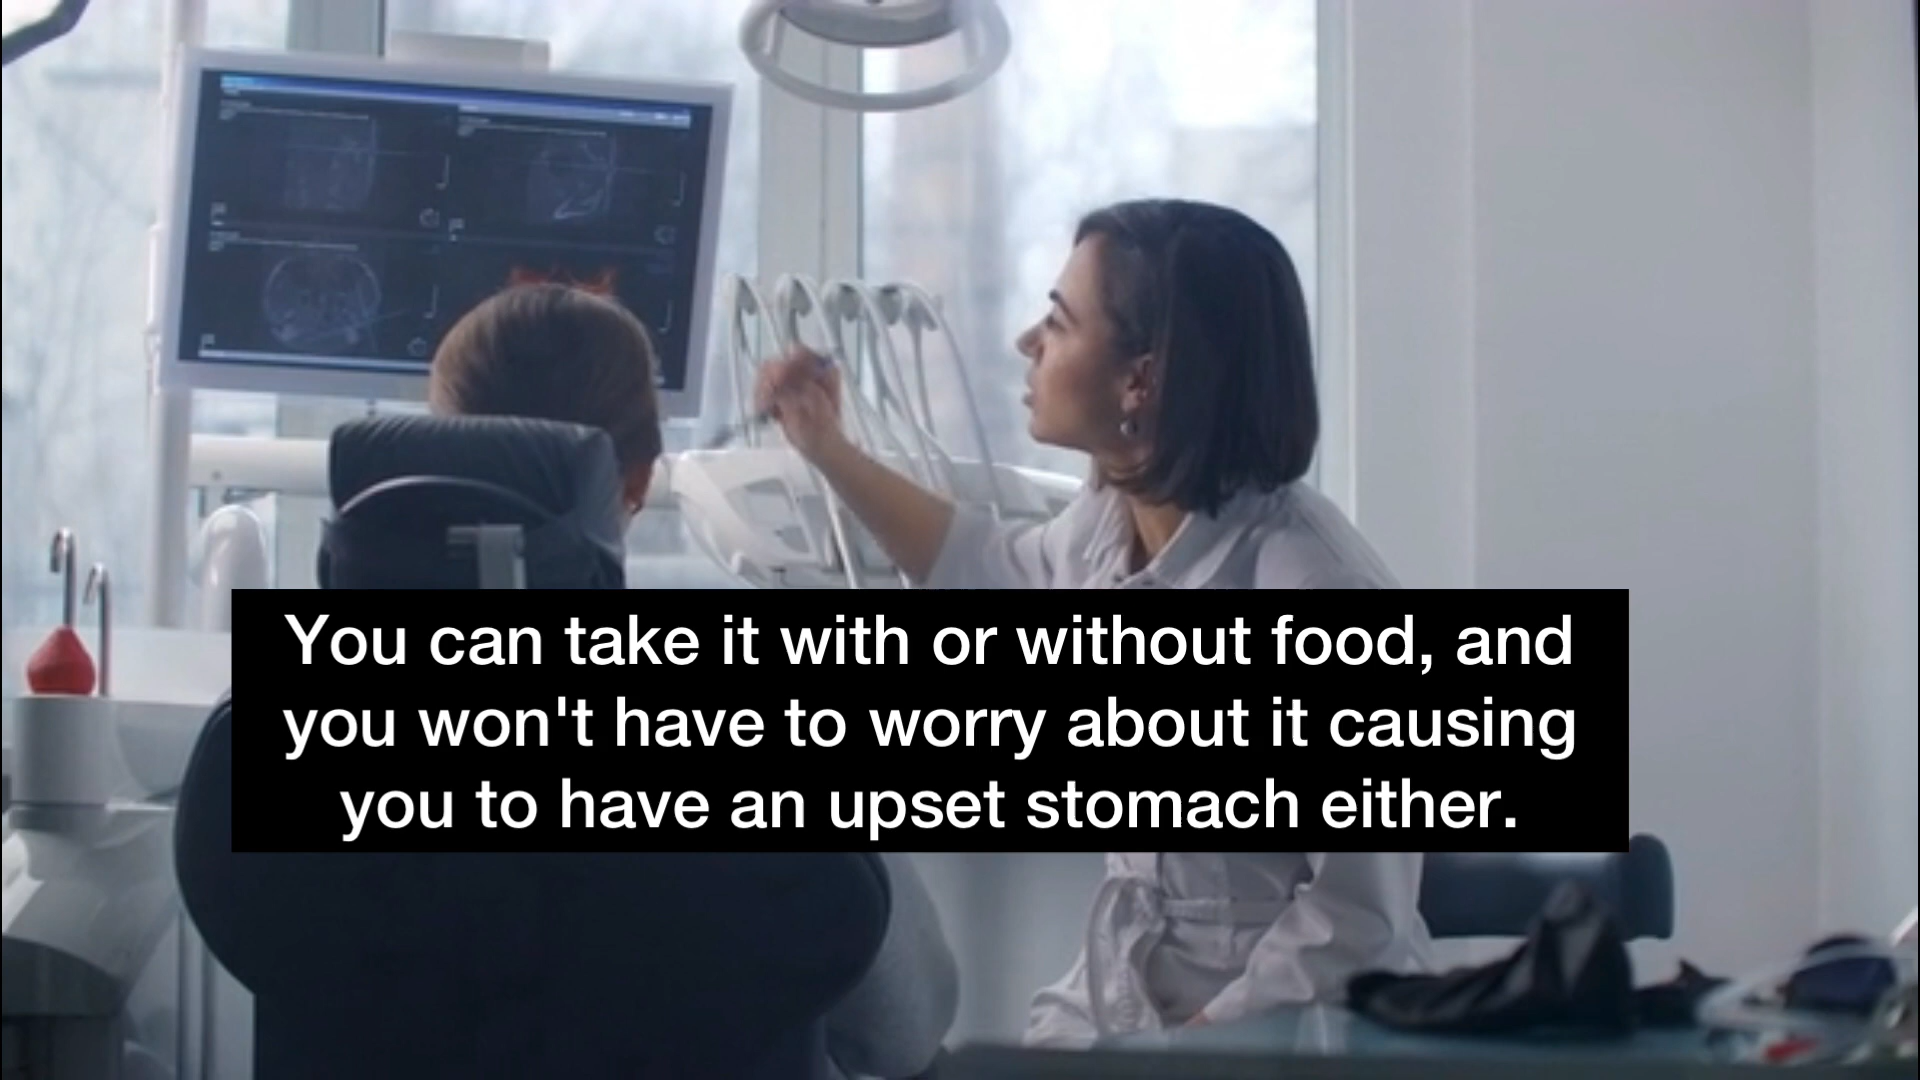 You can take it with or without food, and
you won't have to worry about it causing
you to have an upset stomach either.